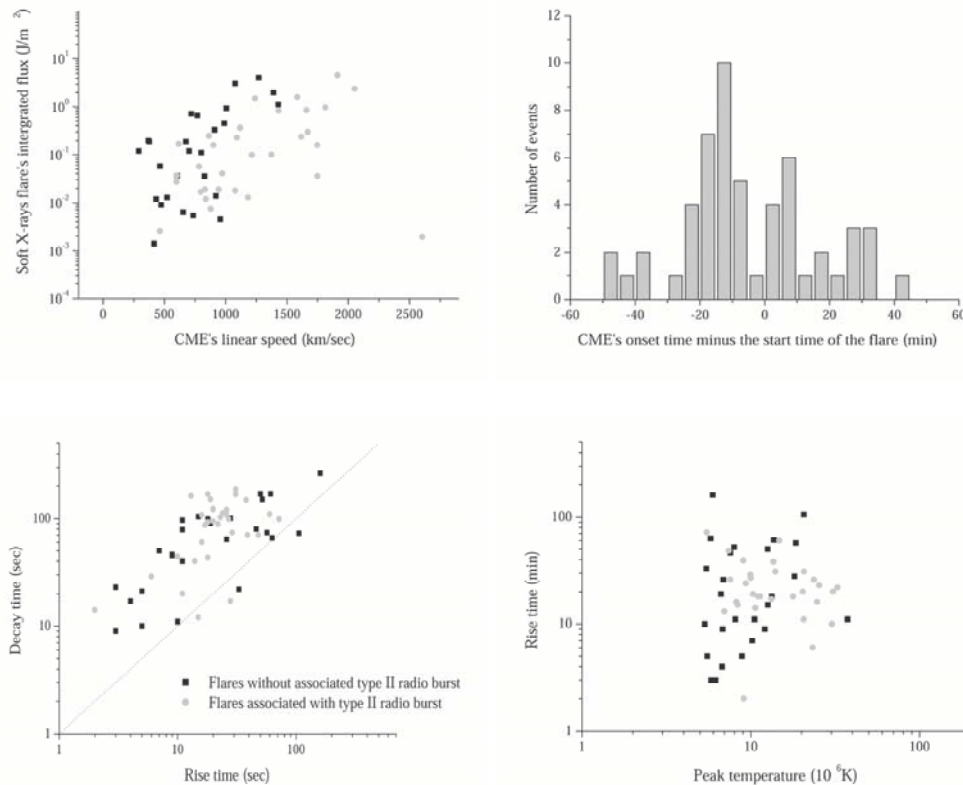 Soft X-rays flare's intergrated flux (J/m ²)
10¹
10⁰
10⁻¹
10⁻²
10⁻³
10⁻⁴
0 500 1000 1500 2000 2500
CME's linear speed (km/sec)
Number of events
12
10
8
6
4
2
0
-60 -40 -20 0 20 40 60
CME's onset time minus the start time of the flare (min)
Decay time (sec)
100
10
1
1 10 100
Rise time (sec)
Flares without associated type II radio burst
Flares associated with type II radio burst
Rise time (min)
100
10
1
1 10 100
Peak temperature (10 ⁶K)